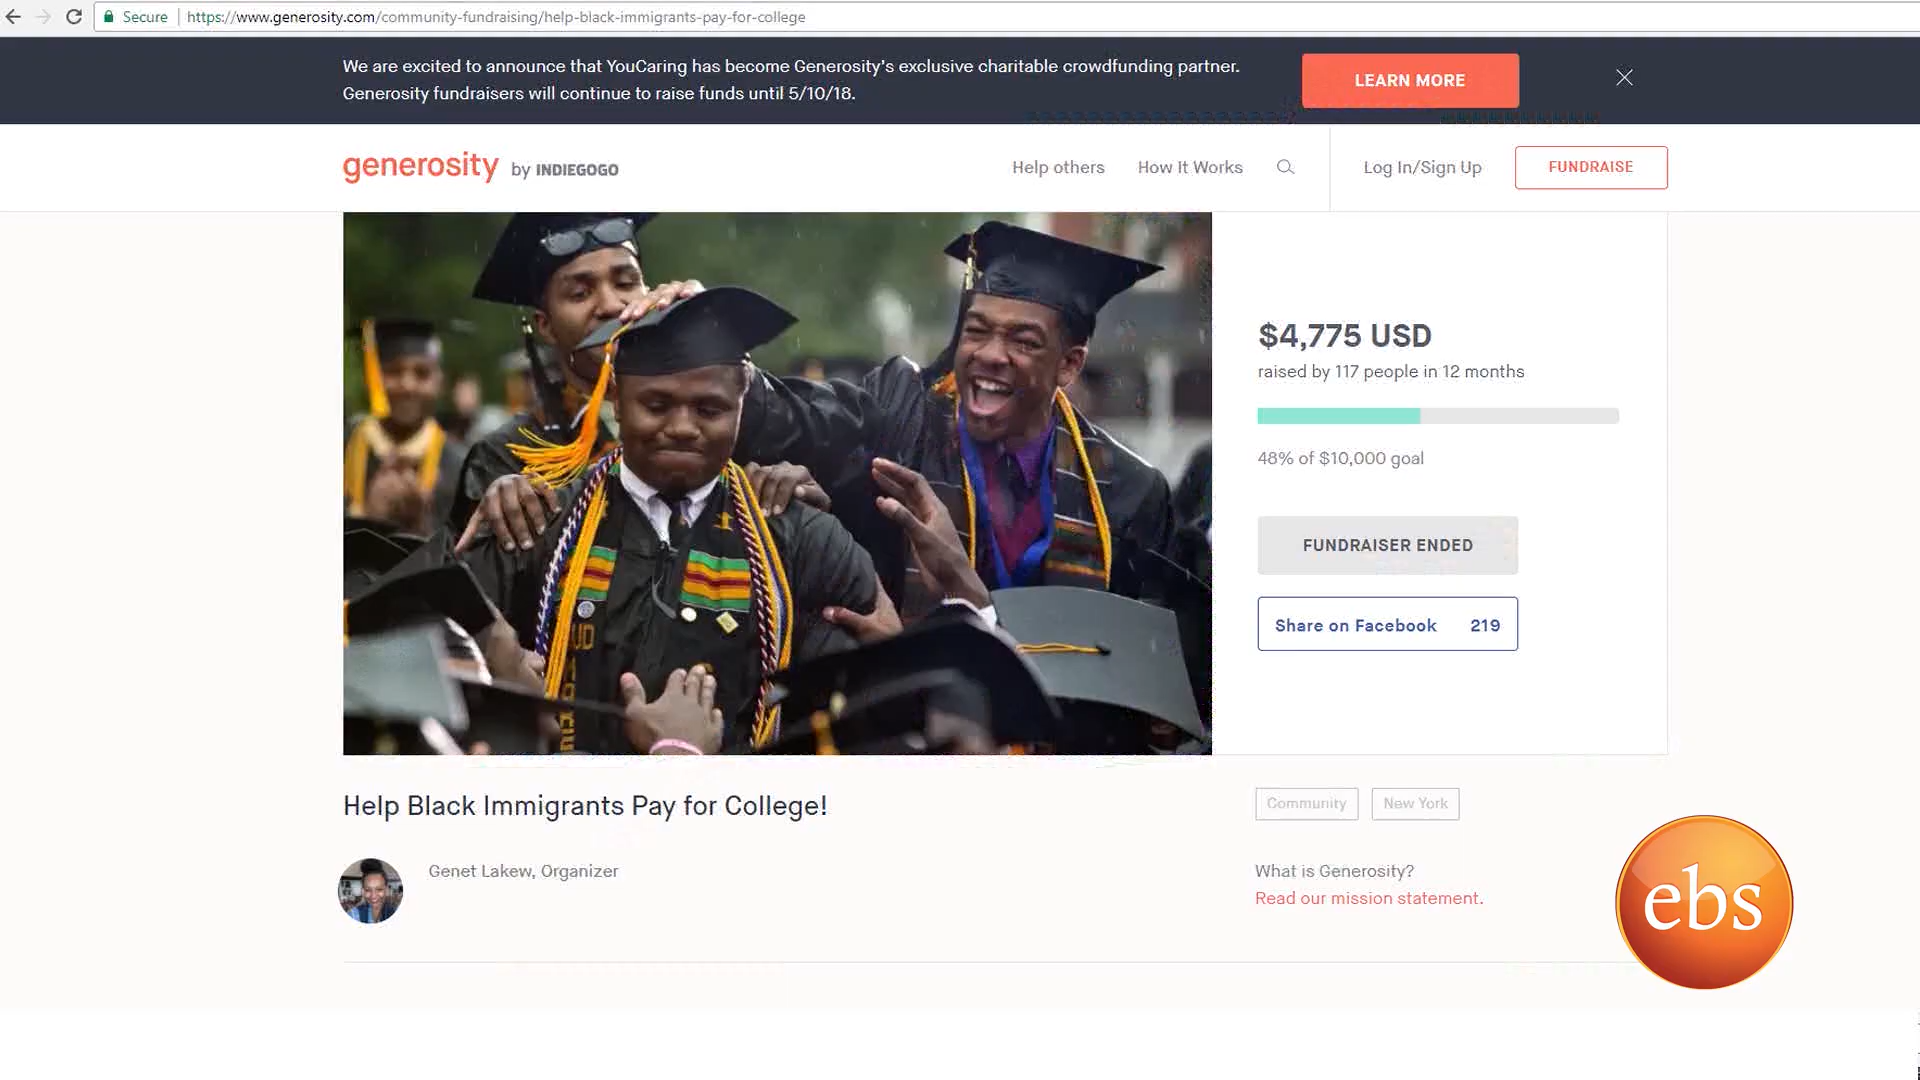 Secure https://www.generosity.com/community-fundraising/help-black-immigrants-pay-for-college
We are excited to announce that YouCaring has become Generosity's exclusive charitable crowdfunding partner.
Generosity fundraisers will continue to raise funds until 5/10/18.
LEARN MORE
generosity by INDIEGOGO
Help others
How It Works
Log In/Sign Up
FUNDRAISE
$4,775 USD
raised by 117 people in 12 months
48% of $10,000 goal
FUNDRAISER ENDED
Share on Facebook 219
Help Black Immigrants Pay for College!
Community
New York
Genet Lakew, Organizer
What is Generosity?
Read our mission statement.
ebs